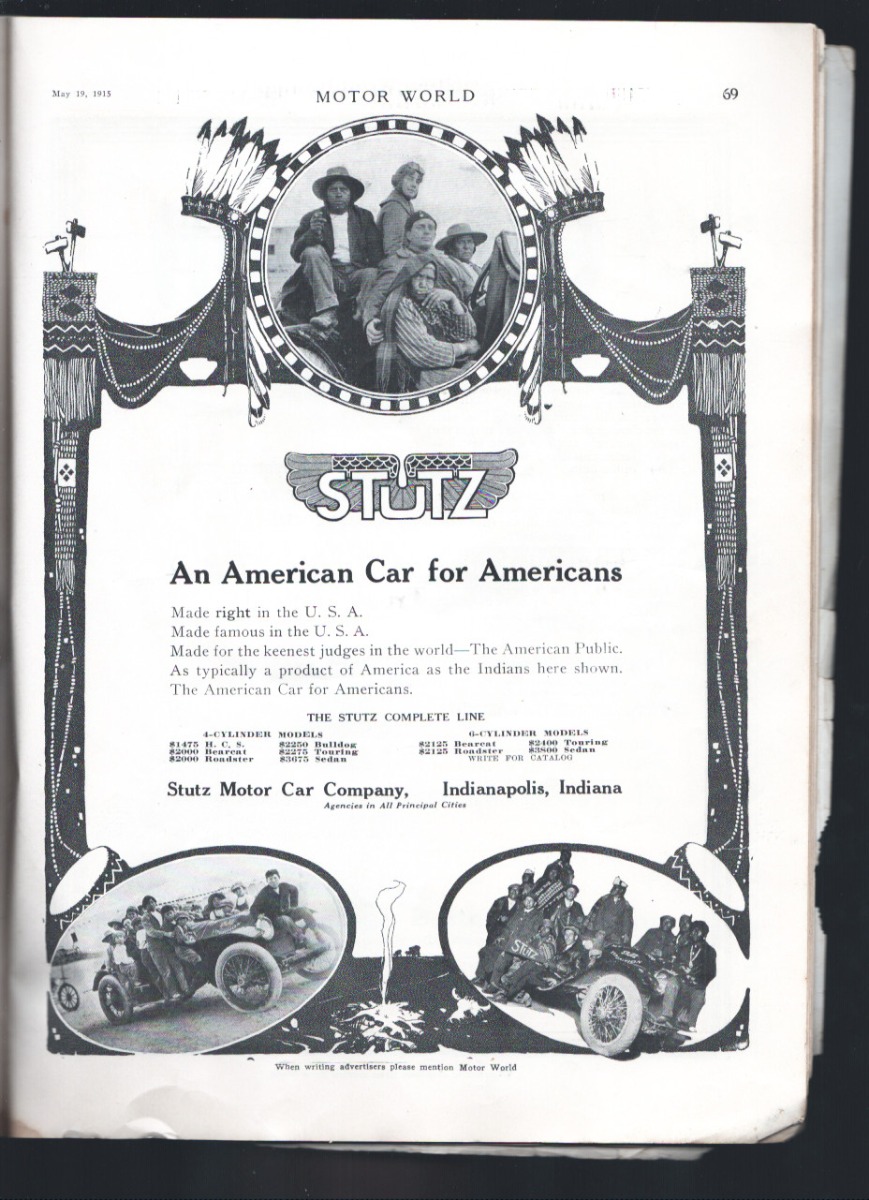 May 19, 1915
MOTOR WORLD
69
STUTZ
An American Car for Americans
Made right in the U. S. A.
Made famous in the U. S. A.
Made for the keenest judges in the world—The American Public.
As typically a product of America as the Indians here shown.
The American Car for Americans.
THE STUTZ COMPLETE LINE
4-CYLINDER MODELS
$1475 H. C. S. $2250 Bulldog
$2000 Bearcat $2275 Touring
$2000 Roadster $3675 Sedan
6-CYLINDER MODELS
$2125 Bearcat $2400 Touring
$2125 Roadster $3800 Sedan
WRITE FOR CATALOG
Stutz Motor Car Company, Indianapolis, Indiana
Agencies in All Principal Cities
STUTZ
When writing advertisers please mention Motor World